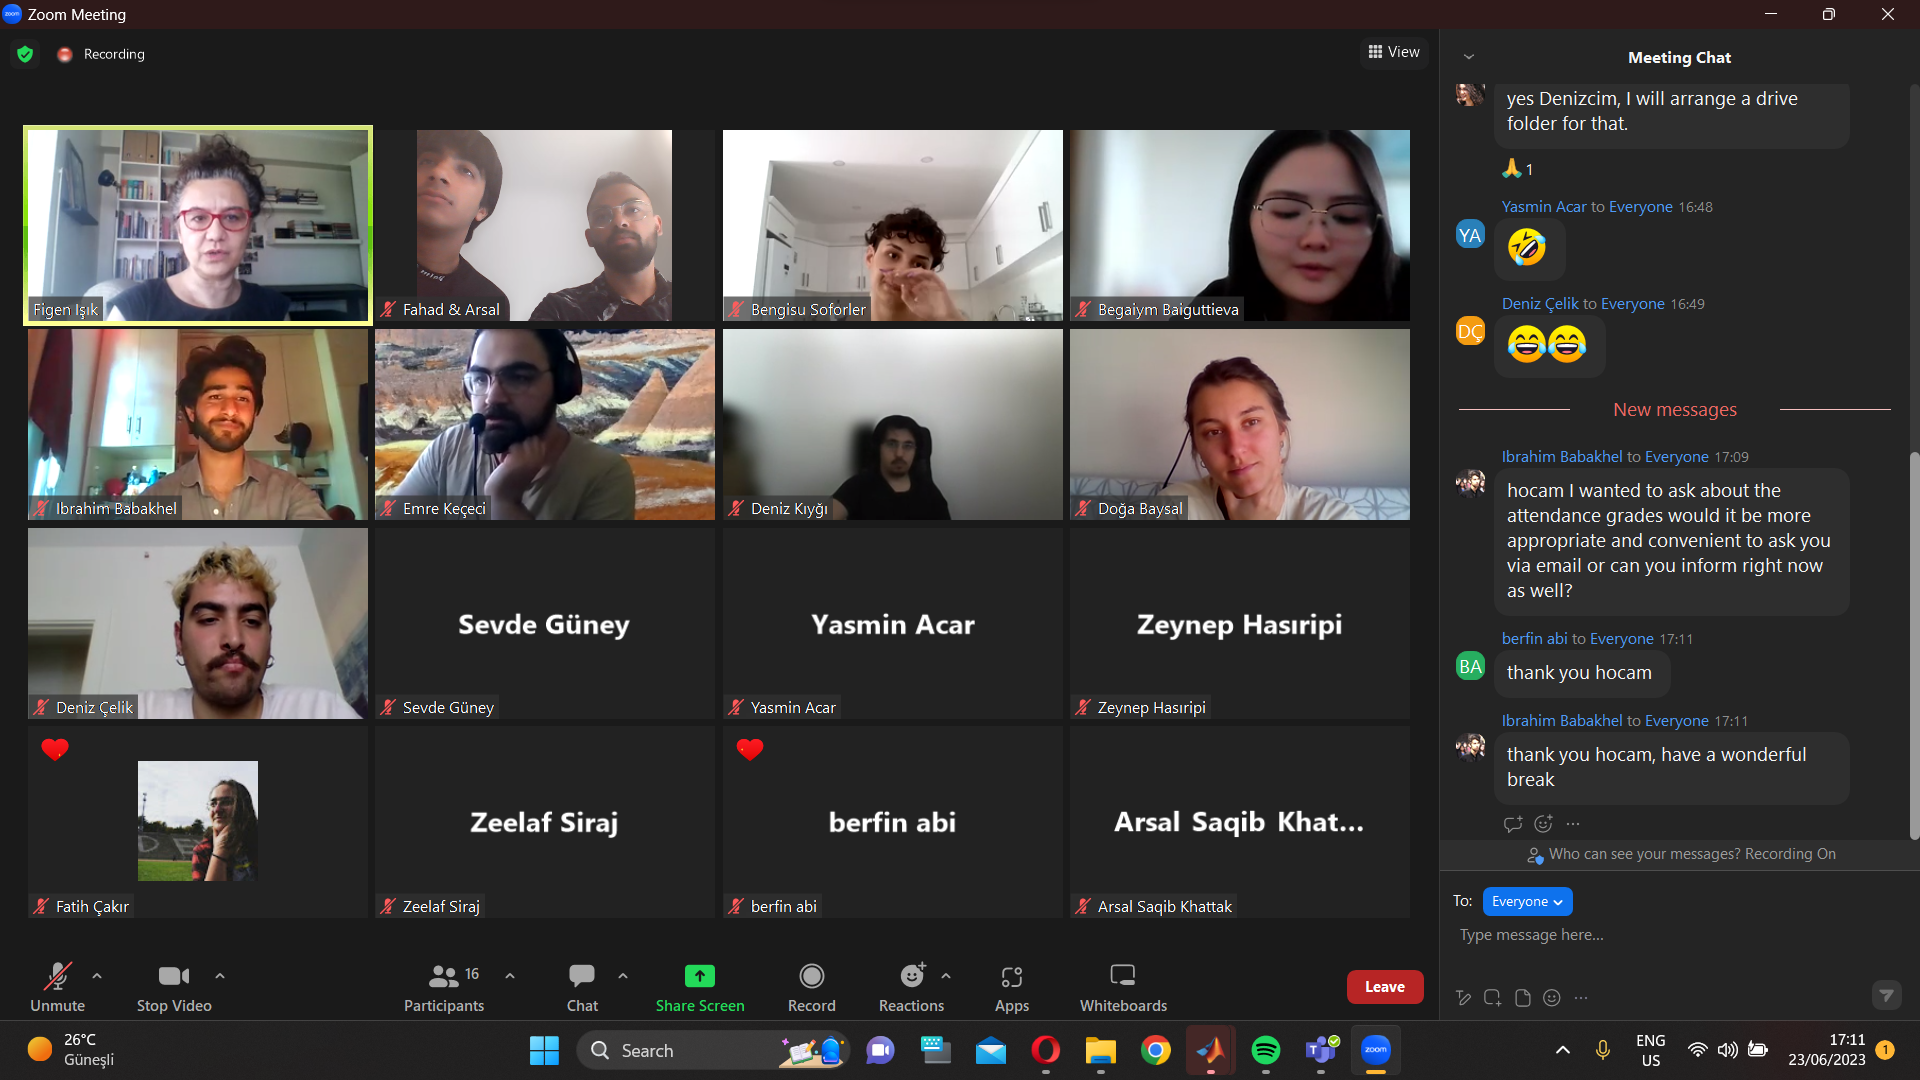 Zoom Meeting
Recording
View
Figen Işık
Fahad & Arsal
Bengisu Soforler
Begaiym Baiguttieva
Ibrahim Babakhel
Emre Keçeci
Deniz Kıyğı
Doğa Baysal
Deniz Çelik
Sevde Güney
Sevde Güney
Yasmin Acar
Yasmin Acar
Zeynep Hasıripi
Zeynep Hasıripi
Fatih Çakır
Zeelaf Siraj
Zeelaf Siraj
berfin abi
berfin abi
Arsal Saqib Khat...
Arsal Saqib Khattak
Unmute
Stop Video
16
Participants
Chat
Share Screen
Record
Reactions
Apps
Whiteboards
Leave
Meeting Chat
yes Denizcim, I will arrange a drive
folder for that.
🙏 1
Yasmin Acar to Everyone 16:48
YA
🤣
Deniz Çelik to Everyone 16:49
DÇ
😂😂
New messages
Ibrahim Babakhel to Everyone 17:09
hocam I wanted to ask about the
attendance grades would it be more
appropriate and convenient to ask you
via email or can you inform right now
as well?
berfin abi to Everyone 17:11
BA
thank you hocam
Ibrahim Babakhel to Everyone 17:11
thank you hocam, have a wonderful
break
Who can see your messages? Recording On
To: Everyone
Type message here...
26°C
Güneşli
Search
zoom
ENG
US
17:11
23/06/2023
1